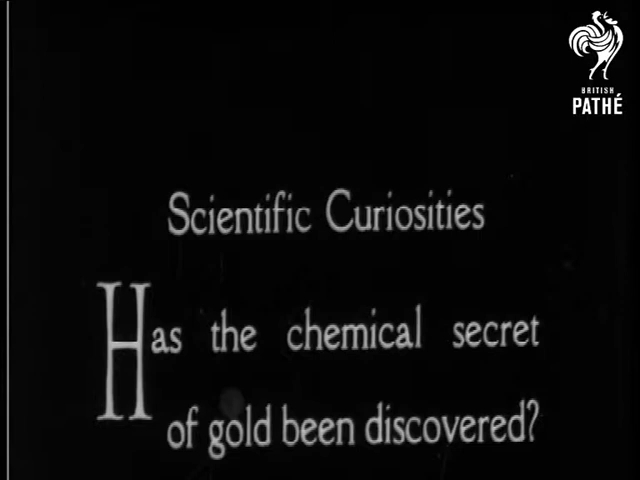 BRITISH
PATHÉ
Scientific Curiosities
Has the chemical secret
of gold been discovered?